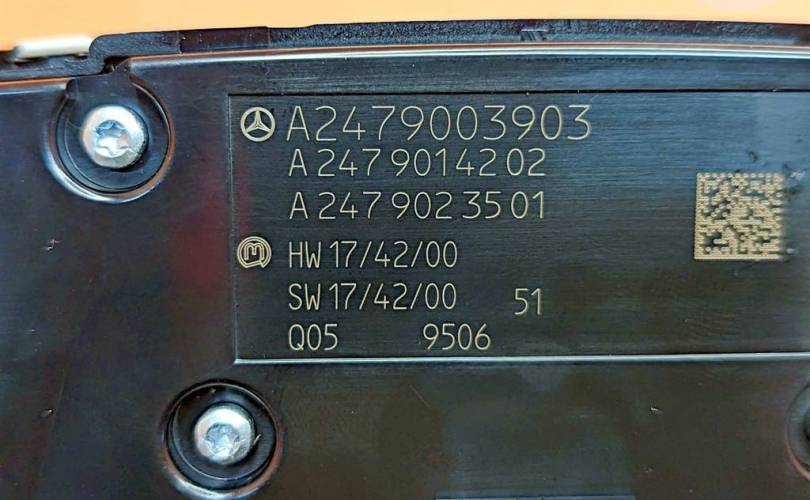 A2479003903
A 247 901 42 02
A 247 902 35 01
HW 17/42/00
SW 17/42/00 51
Q05 9506